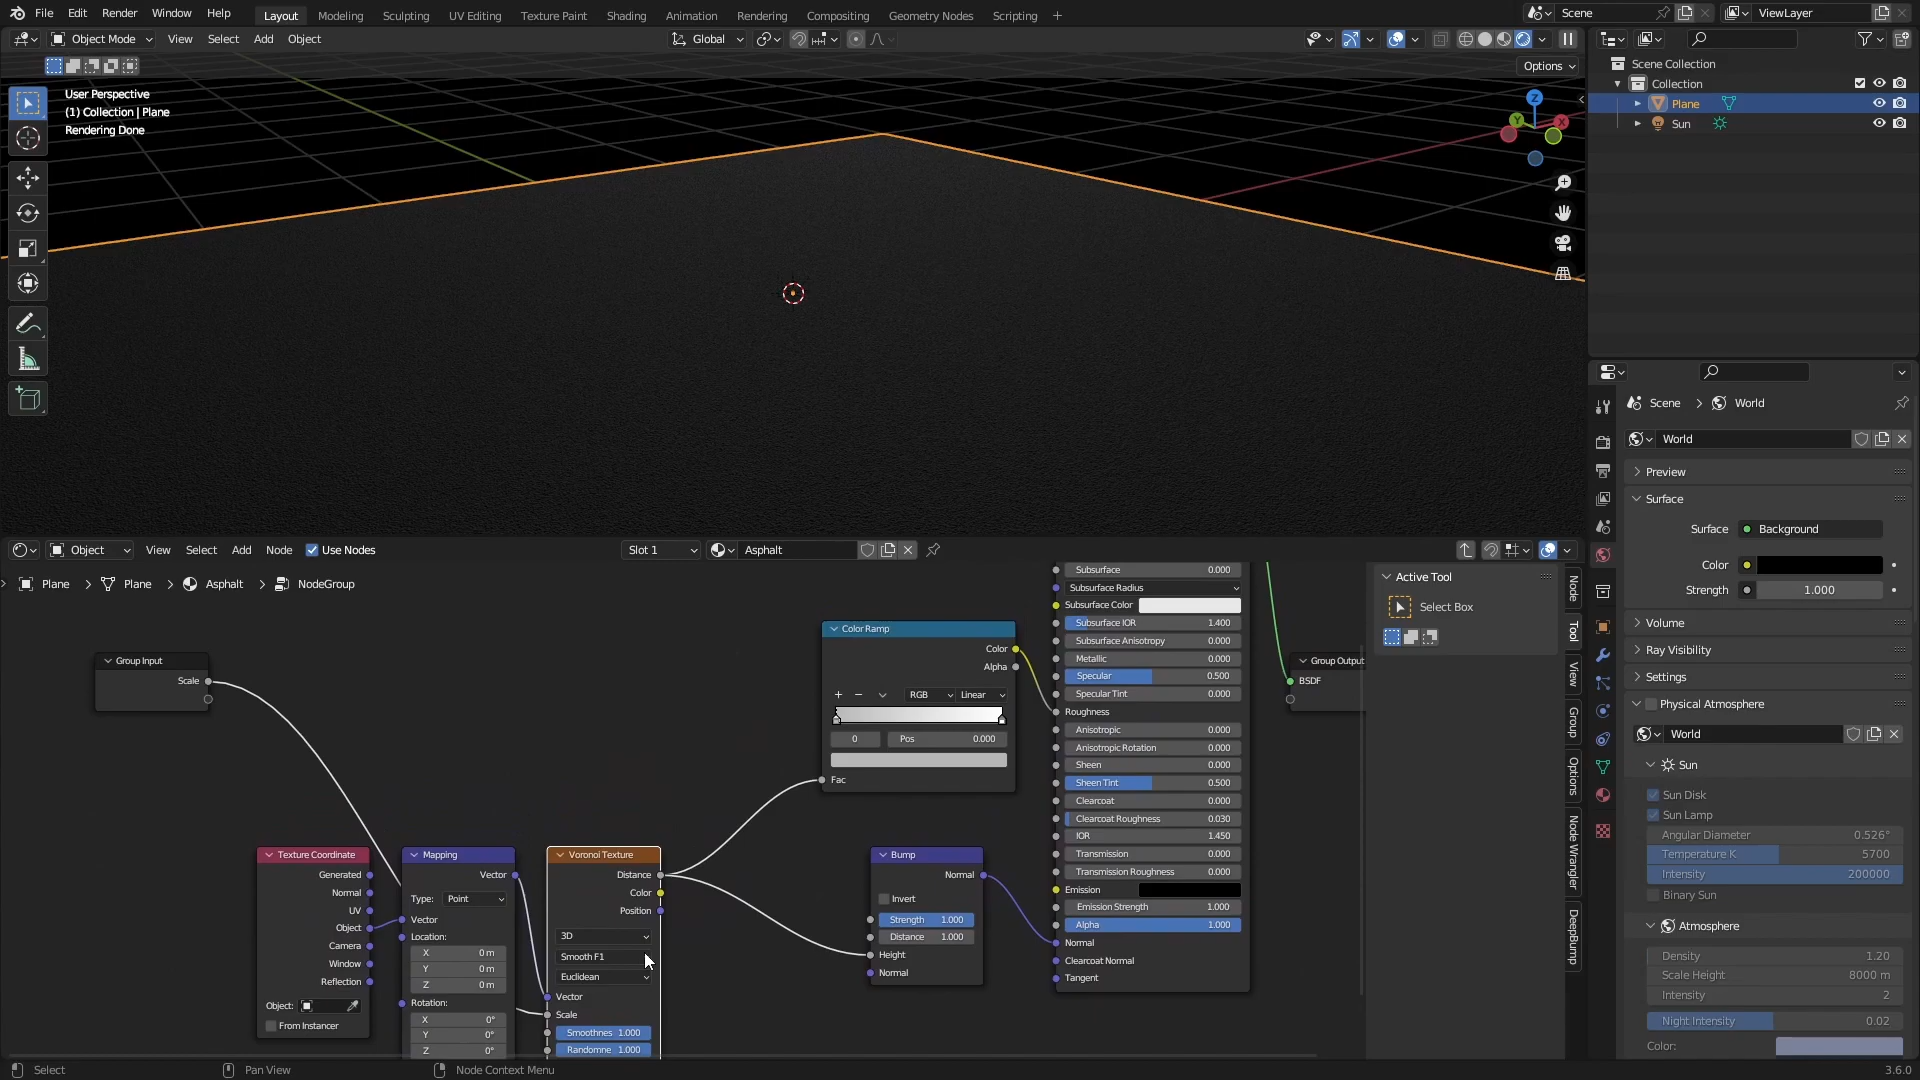 File Edit Render Window Help Layout Modeling Sculpting UV Editing Texture Paint Shading Animation Rendering Compositing Geometry Nodes Scripting + Scene ViewLayer
Object Mode View Select Add Object Global
Options
User Perspective
(1) Collection | Plane
Rendering Done
Z
Y
X
Scene Collection
Collection
Plane
Sun
Scene > World
World
Preview
Surface
Surface Background
Color
Strength 1.000
Volume
Ray Visibility
Settings
Physical Atmosphere
World
Sun
Sun Disk
Sun Lamp
Angular Diameter 0.526°
Temperature K 5700
Intensity 200000
Binary Sun
Atmosphere
Density 1.20
Scale Height 8000 m
Intensity 2
Night Intensity 0.02
Color:
Object View Select Add Node Use Nodes Slot 1 Asphalt
Plane > Plane > Asphalt > NodeGroup
Group Input
Scale
Texture Coordinate
Generated
Normal
UV
Object
Camera
Window
Reflection
Object:
From Instancer
Mapping
Vector
Type: Point
Vector
Location:
X 0 m
Y 0 m
Z 0 m
Rotation:
X 0°
Y 0°
Z 0°
Voronoi Texture
Distance
Color
Position
3D
Smooth F1
Euclidean
Vector
Scale
Smoothnes 1.000
Randomne 1.000
Color Ramp
Color
Alpha
+ − RGB Linear
0 Pos 0.000
Fac
Bump
Normal
Invert
Strength 1.000
Distance 1.000
Height
Normal
Subsurface 0.000
Subsurface Radius
Subsurface Color
Subsurface IOR 1.400
Subsurface Anisotropy 0.000
Metallic 0.000
Specular 0.500
Specular Tint 0.000
Roughness
Anisotropic 0.000
Anisotropic Rotation 0.000
Sheen 0.000
Sheen Tint 0.500
Clearcoat 0.000
Clearcoat Roughness 0.030
IOR 1.450
Transmission 0.000
Transmission Roughness 0.000
Emission
Emission Strength 1.000
Alpha 1.000
Normal
Clearcoat Normal
Tangent
Group Output
BSDF
Active Tool
Select Box
Node
Tool
View
Group
Options
Node Wrangler
DeepBump
Select Pan View Node Context Menu 3.6.0